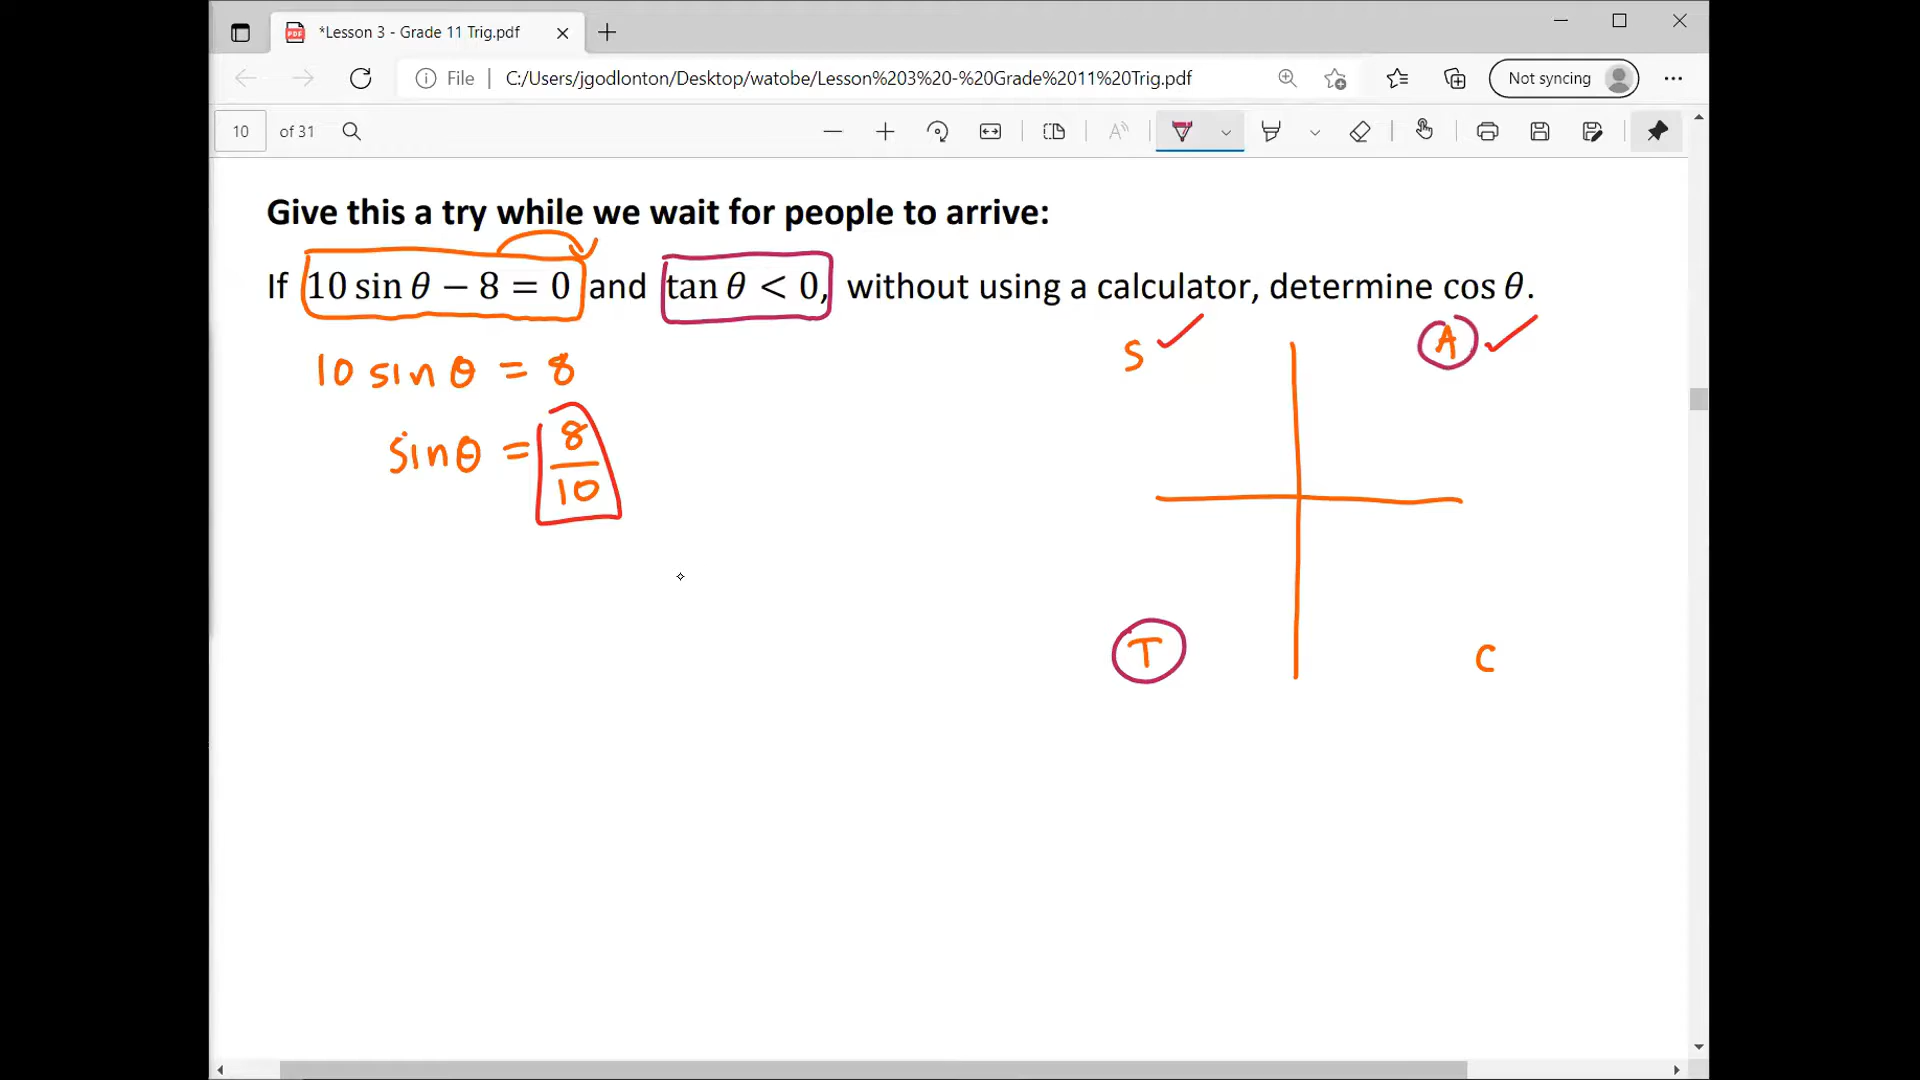 *Lesson 3 - Grade 11 Trig.pdf
File | C:/Users/jgodlonton/Desktop/watobe/Lesson%203%20-%20Grade%2011%20Trig.pdf
Not syncing
10 of 31
Give this a try while we wait for people to arrive:
If 10 sin θ − 8 = 0 and tan θ < 0, without using a calculator, determine cos θ.
S ✓ A ✓
10 sin θ = 8
sin θ = 8/10
T C